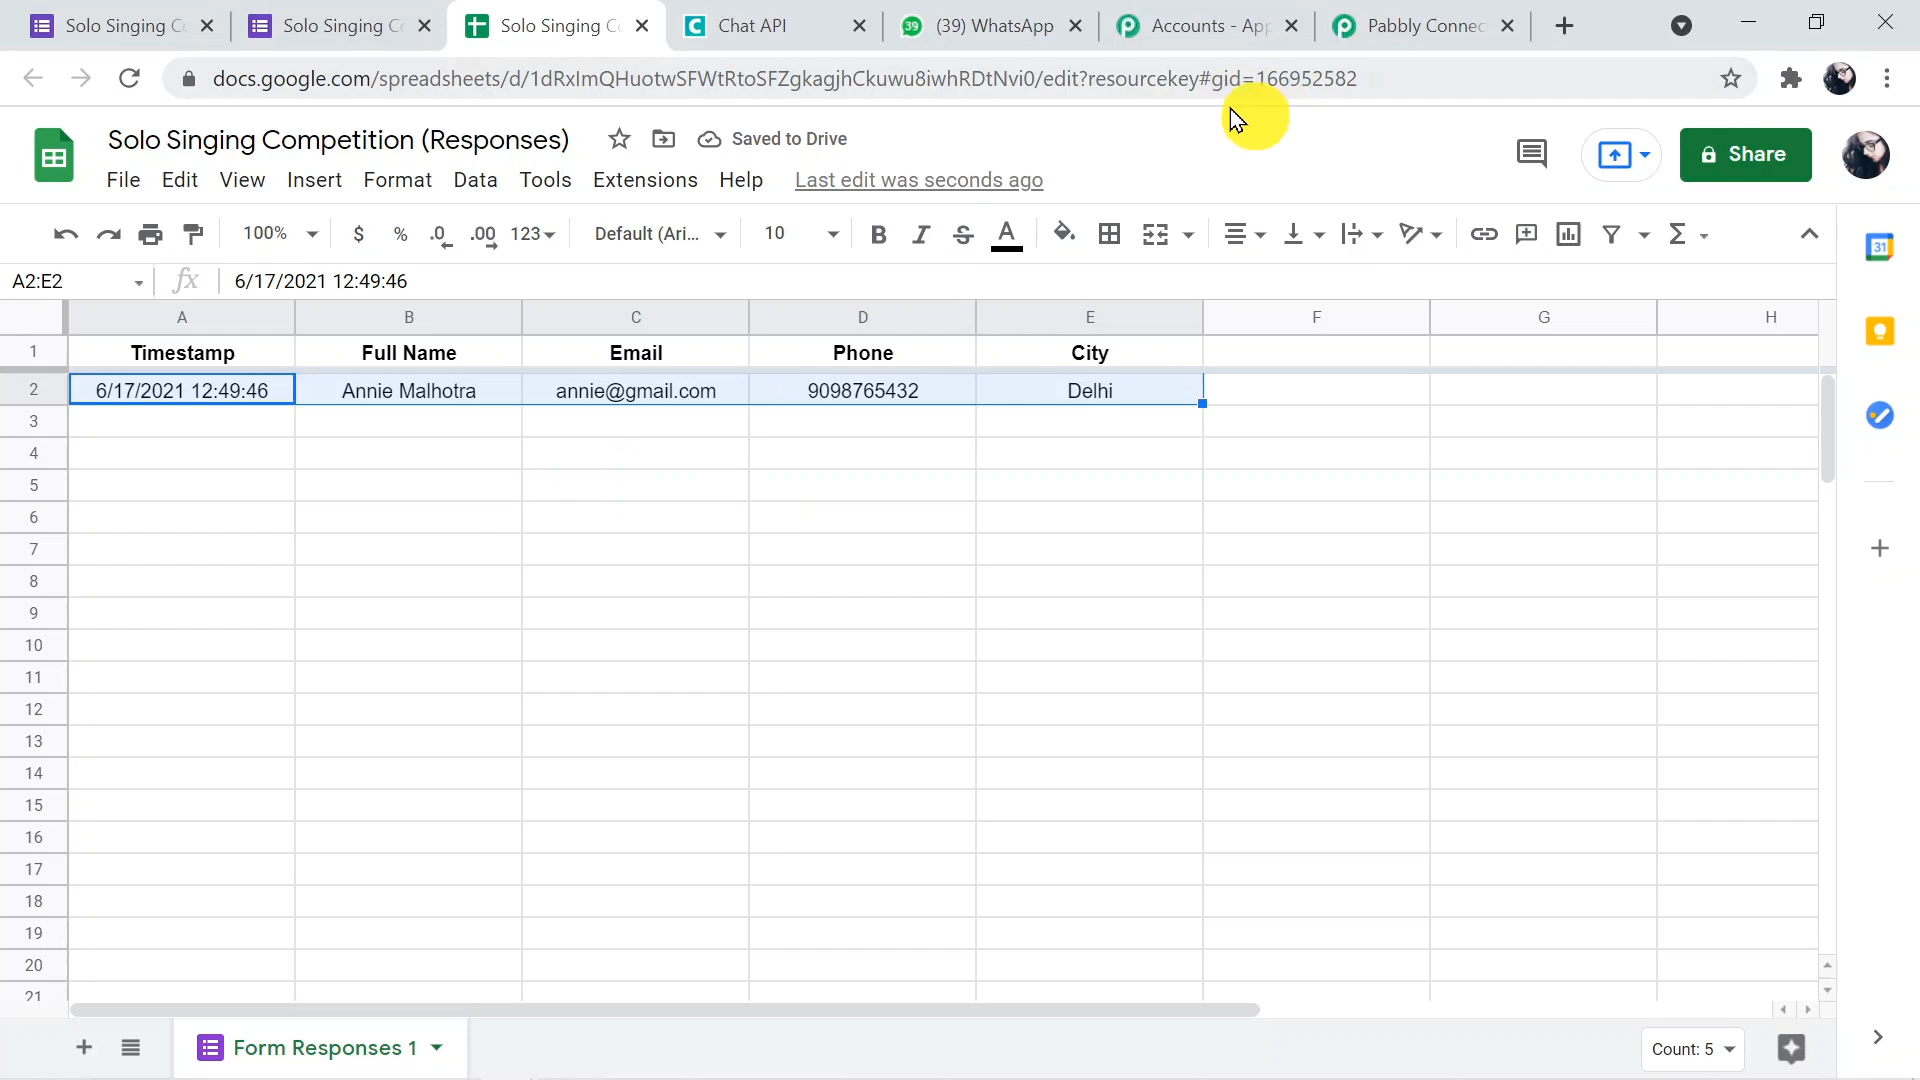 Solo Singing C
Solo Singing C
Solo Singing C
Chat API
39
(39) WhatsApp
Accounts - App
Pabbly Connec
docs.google.com/spreadsheets/d/1dRxImQHuotwSFWtRtoSFZgkagjhCkuwu8iwhRDtNvi0/edit?resourcekey#gid=166952582
Solo Singing Competition (Responses)
Saved to Drive
Share
File Edit View Insert Format Data Tools Extensions Help Last edit was seconds ago
100% $ % .0 .00 123 Default (Ari... 10 B I S A
31
A2:E2 fx 6/17/2021 12:49:46
A B C D E F G H
1 Timestamp Full Name Email Phone City
2 6/17/2021 12:49:46 Annie Malhotra annie@gmail.com 9098765432 Delhi
3
4
5
6
7
8
9
10
11
12
13
14
15
16
17
18
19
20
21
Form Responses 1
Count: 5